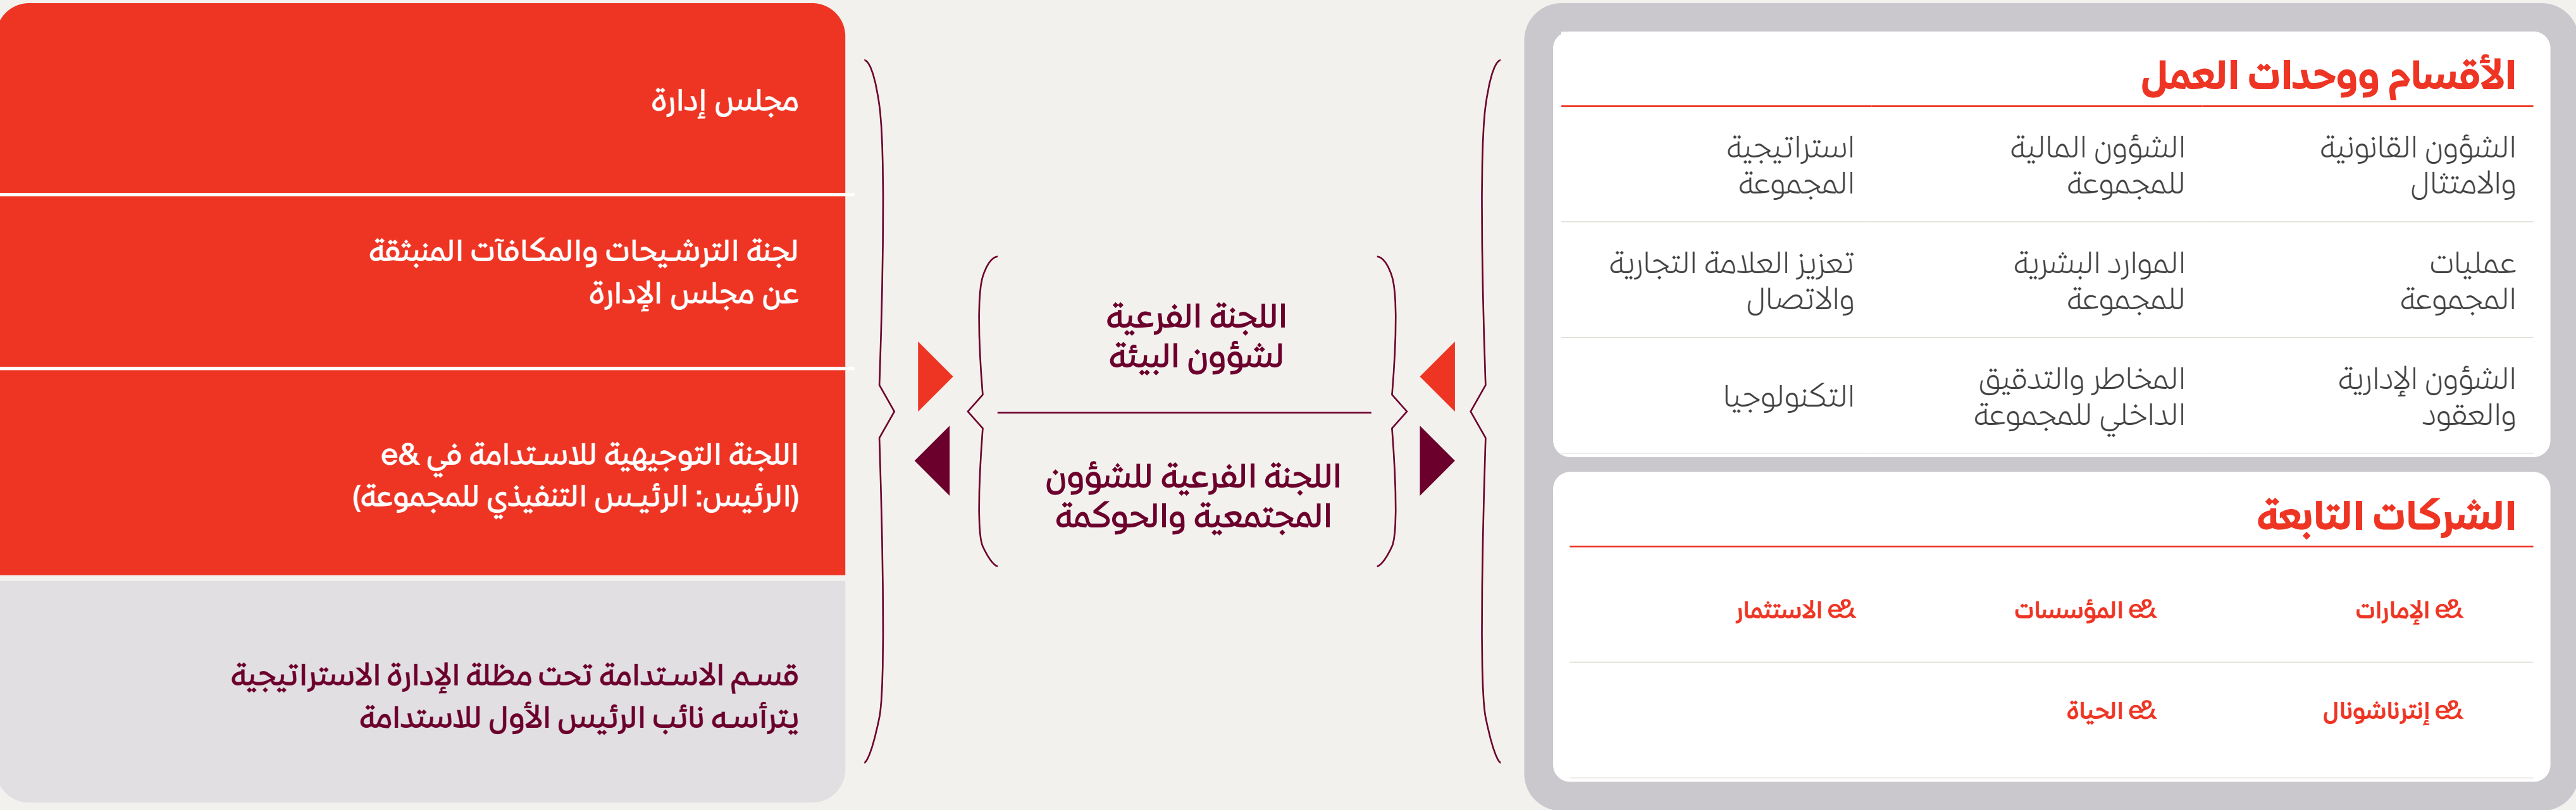 الأقسام ووحدات العمل
الشؤون القانونية
والامتثال
الشؤون المالية
للمجموعة
استراتيجية
المجموعة
عمليات
المجموعة
الموارد البشرية
للمجموعة
تعزيز العلامة التجارية
والاتصال
الشؤون الإدارية
والعقود
المخاطر والتدقيق
الداخلي للمجموعة
التكنولوجيا
الشركات التابعة
e& الإمارات
e& المؤسسات
e& الاستثمار
e& إنترناشونال
e& الحياة
اللجنة الفرعية
لشؤون البيئة
اللجنة الفرعية للشؤون
المجتمعية والحوكمة
مجلس إدارة
لجنة الترشيحات والمكافآت المنبثقة
عن مجلس الإدارة
اللجنة التوجيهية للاستدامة في e&
(الرئيس: الرئيس التنفيذي للمجموعة)
قسم الاستدامة تحت مظلة الإدارة الاستراتيجية
يترأسه نائب الرئيس الأول للاستدامة